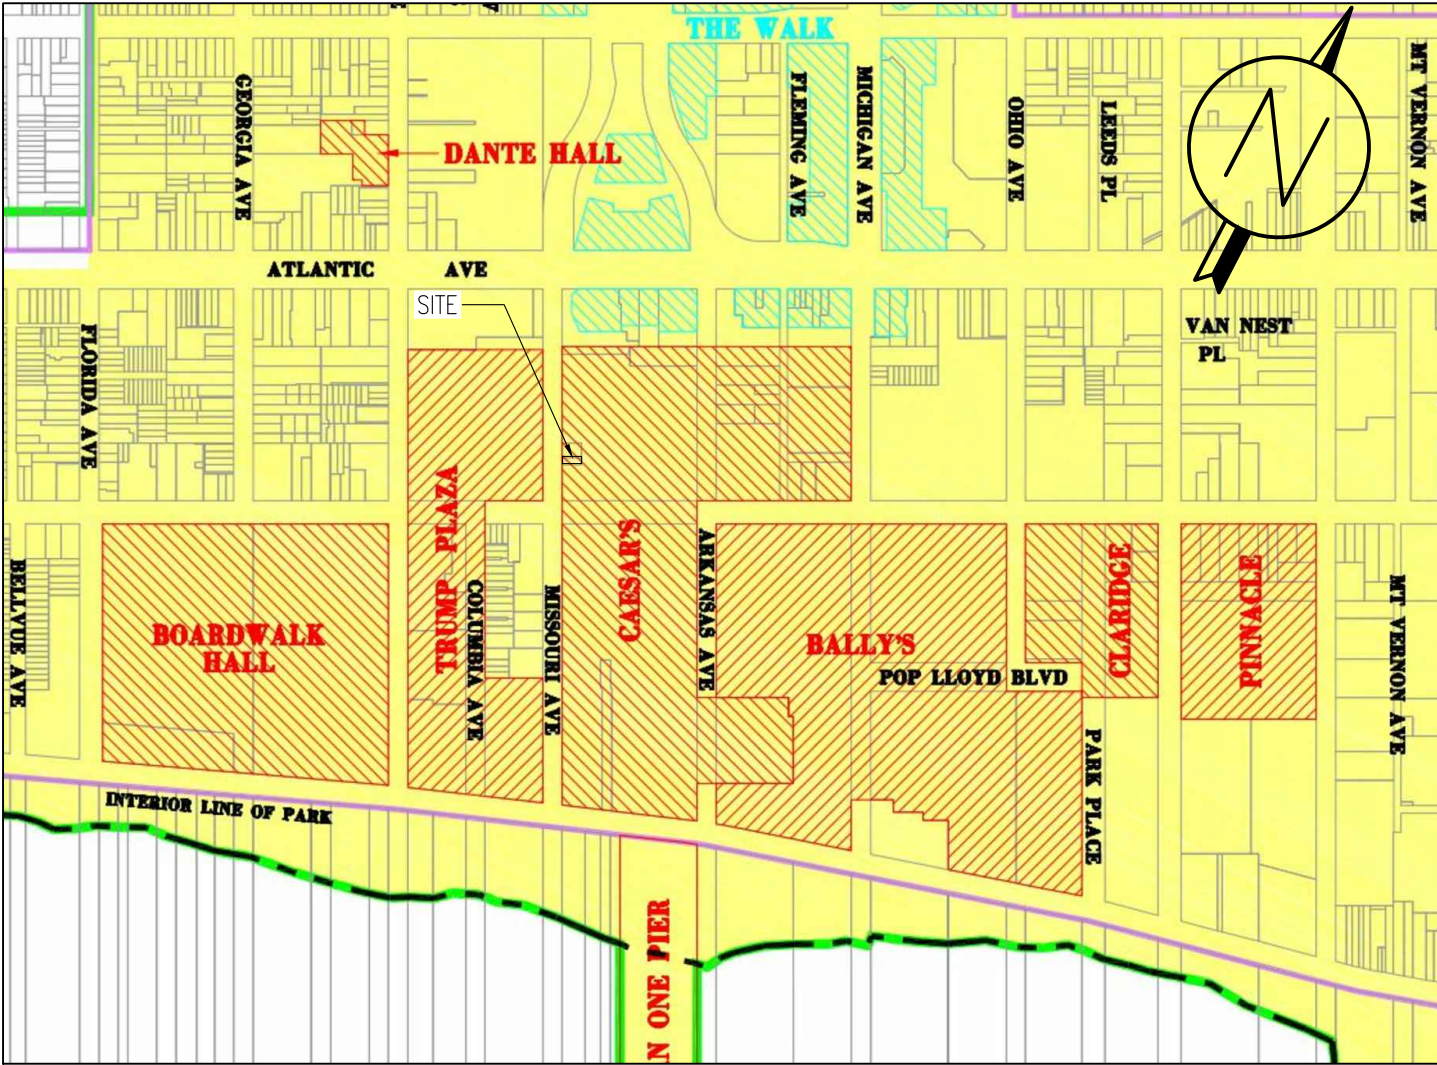 THE WALK
GEORGIA AVE
DANTE HALL
FLEMING AVE
MICHIGAN AVE
OHIO AVE
LEEDS PL
N
MT VERNON AVE
ATLANTIC AVE
SITE
FLORIDA AVE
VAN NEST
PL
BELLVUE AVE
BOARDWALK
HALL
TRUMP PLAZA
COLUMBIA AVE
MISSOURI AVE
CAESAR'S
ARKANSAS AVE
BALLY'S
POP LLOYD BLVD
CLARIDGE
PARK PLACE
PINNACLE
MT VERNON AVE
INTERIOR LINE OF PARK
N ONE PIER